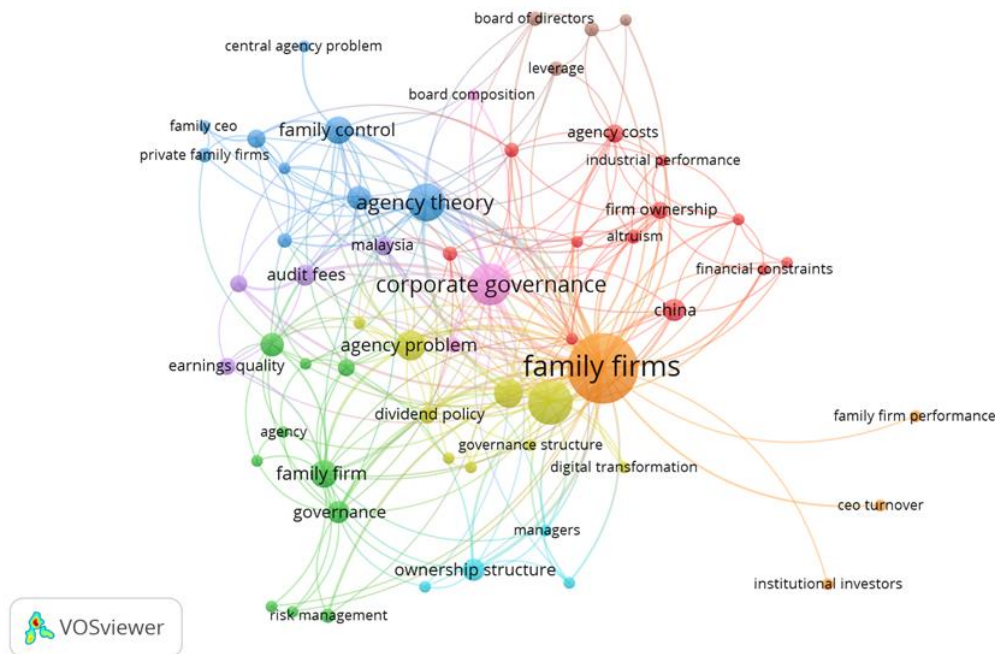 board of directors
central agency problem
leverage
board composition
family ceo
family control
agency costs
private family firms
industrial performance
agency theory
firm ownership
malaysia
altruism
audit fees
corporate governance
financial constraints
china
agency problem
earnings quality
family firms
dividend policy
family firm performance
agency
governance structure
family firm
digital transformation
governance
ceo turnover
managers
ownership structure
institutional investors
risk management
VOSviewer